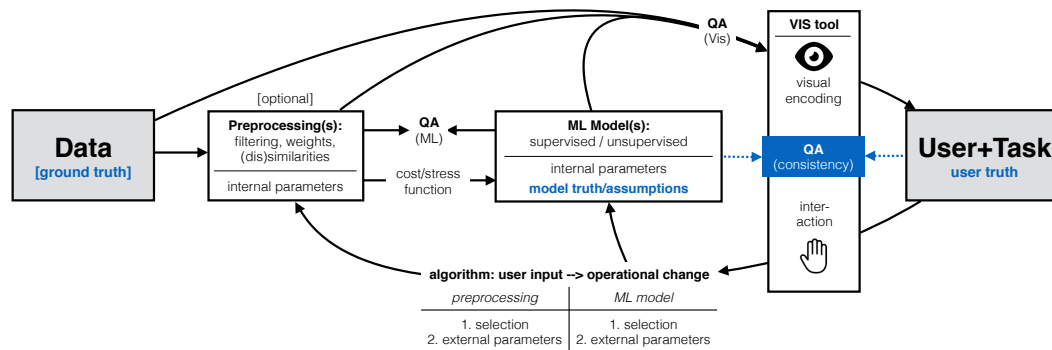 Data
[ground truth]
[optional]
Preprocessing(s):
filtering, weights,
(dis)similarities
internal parameters
QA
(ML)
cost/stress
function
ML Model(s):
supervised / unsupervised
internal parameters
model truth/assumptions
QA
(Vis)
VIS tool
visual
encoding
QA
(consistency)
inter-
action
User+Task
user truth
algorithm: user input --> operational change
preprocessing
ML model
1. selection
2. external parameters
1. selection
2. external parameters